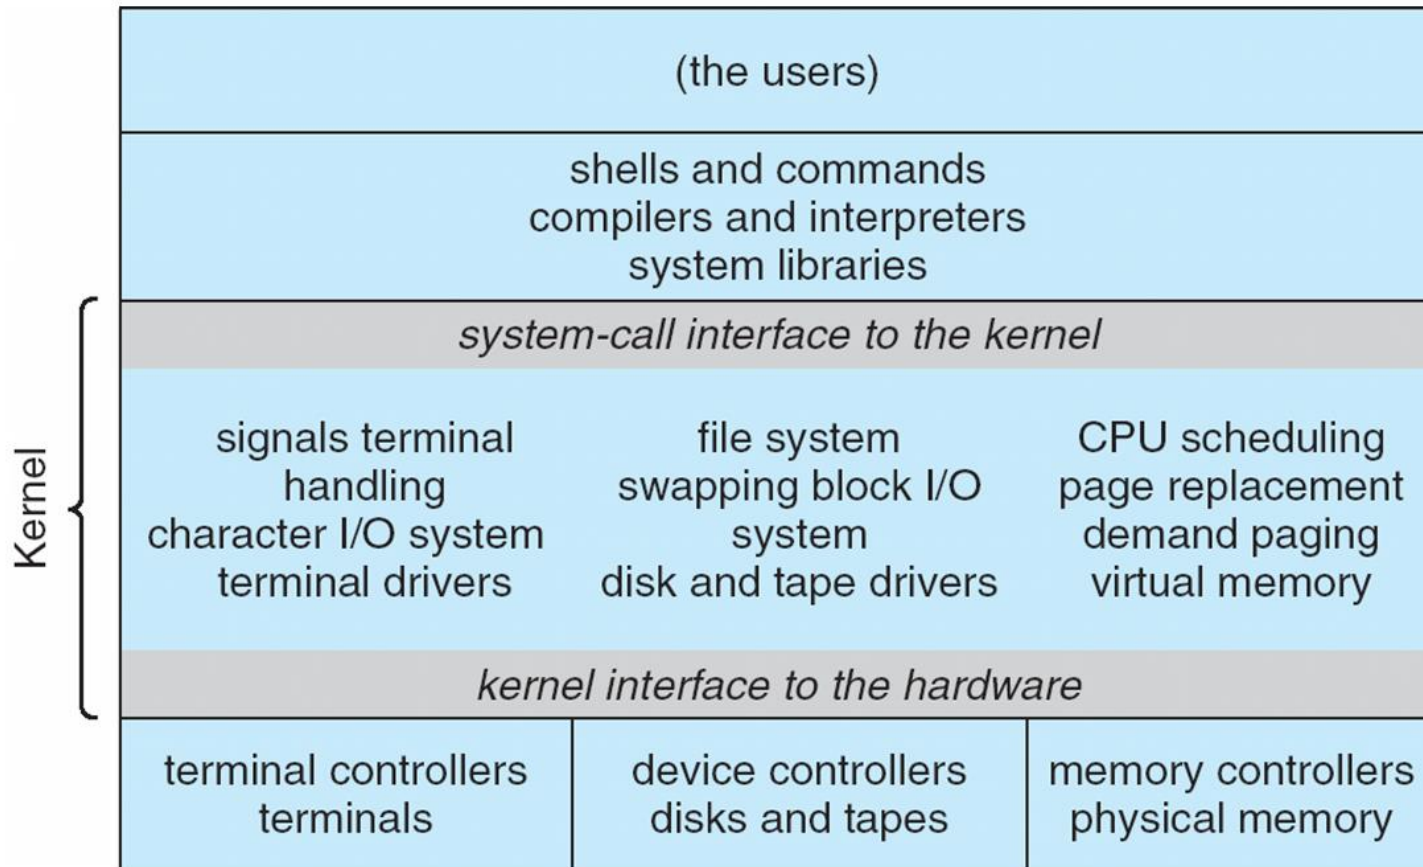 (the users)
shells and commands
compilers and interpreters
system libraries
Kernel
system-call interface to the kernel
signals terminal
handling
character I/O system
terminal drivers
file system
swapping block I/O
system
disk and tape drivers
CPU scheduling
page replacement
demand paging
virtual memory
kernel interface to the hardware
terminal controllers
terminals
device controllers
disks and tapes
memory controllers
physical memory